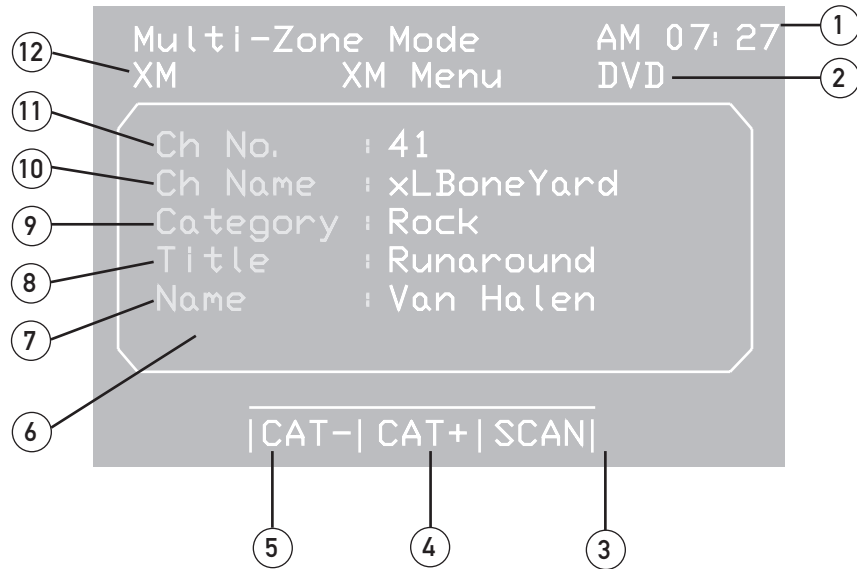 Multi-Zone Mode AM 07:27
XM XM Menu DVD
Ch No. : 41
Ch Name : xLBoneYard
Category : Rock
Title : Runaround
Name : Van Halen
|CAT-| CAT+| SCAN|
1
2
3
4
5
6
7
8
9
10
11
12